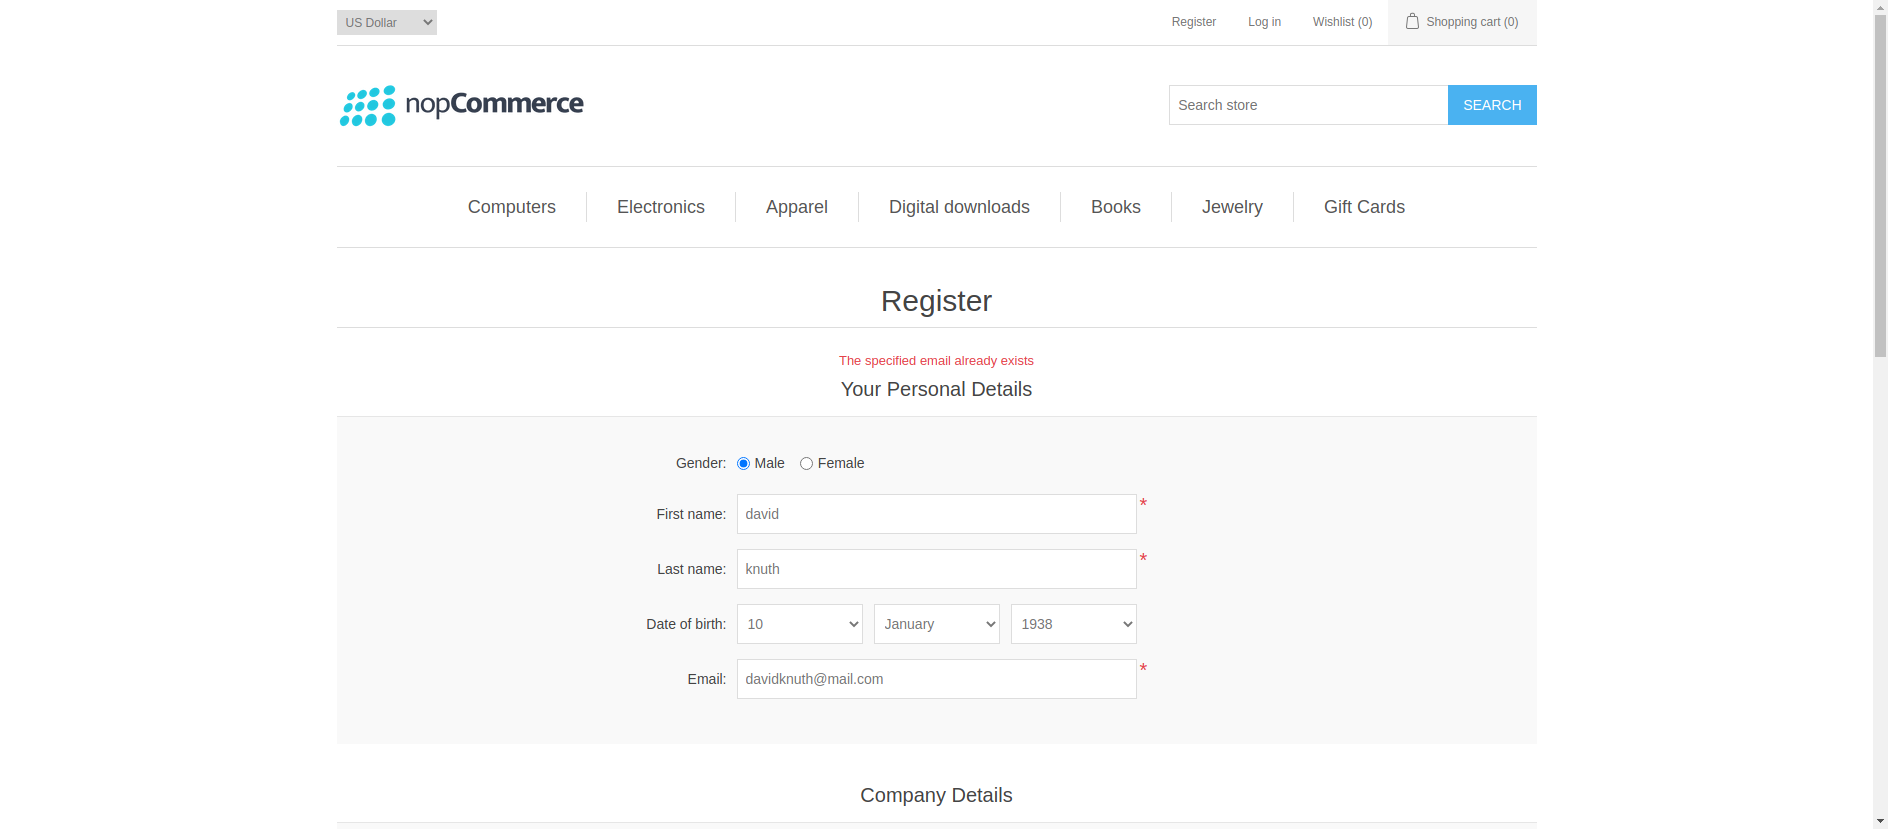 US Dollar
Register
Log in
Wishlist (0)
Shopping cart (0)
nopCommerce
Search store
SEARCH
Computers
Electronics
Apparel
Digital downloads
Books
Jewelry
Gift Cards
Register
The specified email already exists
Your Personal Details
Gender: Male Female
First name: david *
Last name: knuth *
Date of birth: 10 January 1938
Email: davidknuth@mail.com *
Company Details